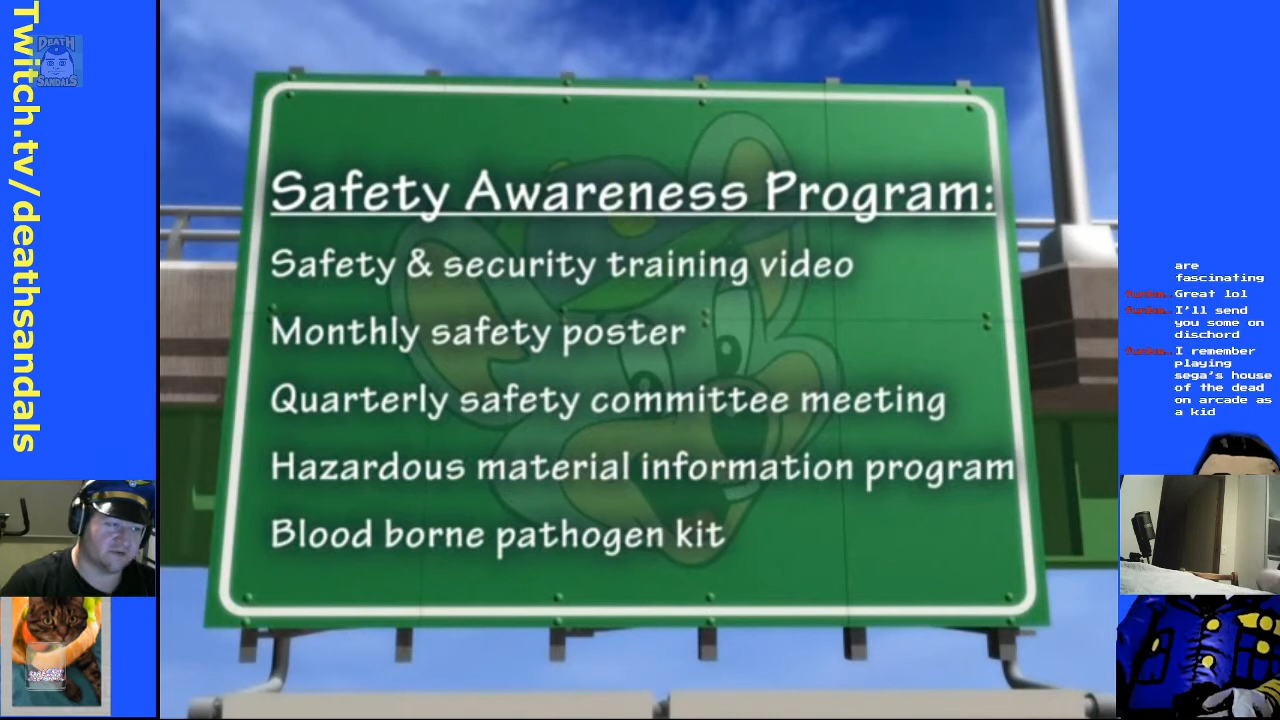 Twitch.tv/deathsandals
DEATH
SANDALS
Safety Awareness Program:
Safety & security training video
Monthly safety poster
Quarterly safety committee meeting
Hazardous material information program
Blood borne pathogen kit
are
fascinating
Great lol
I'll send
you some on
dischord
I remember
playing
sega's house
of the dead
on arcade as
a kid